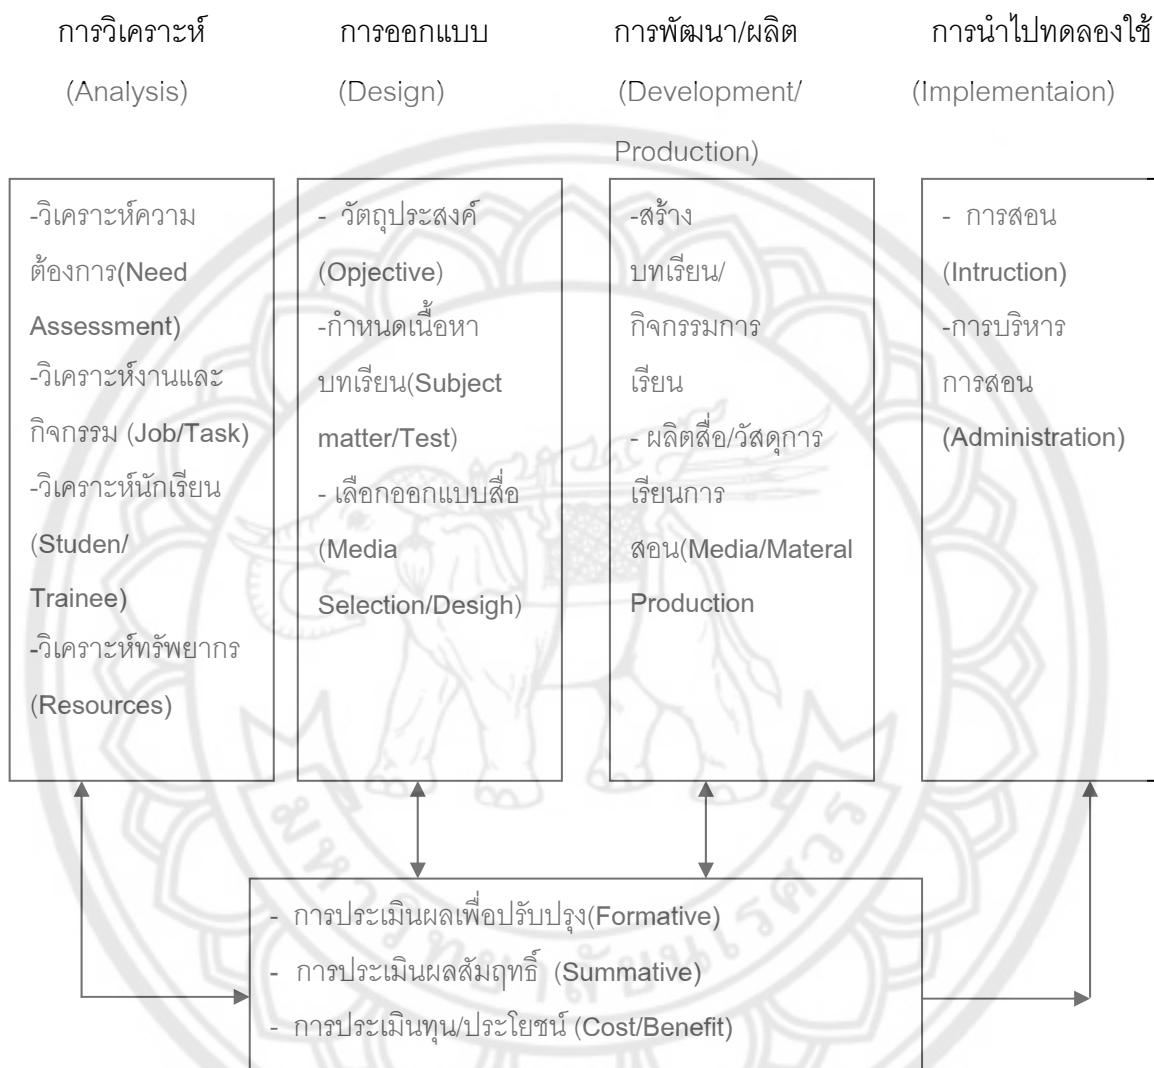 การวิเคราะห์
(Analysis)
การออกแบบ
(Design)
การพัฒนา/ผลิต
(Development/
Production)
การนำไปทดลองใช้
(Implementaion)
-วิเคราะห์ความ
ต้องการ(Need
Assessment)
-วิเคราะห์งานและ
กิจกรรม (Job/Task)
-วิเคราะห์นักเรียน
(Studen/
Trainee)
-วิเคราะห์ทรัพยากร
(Resources)
- วัตถุประสงค์
(Opjective)
-กำหนดเนื้อหา
บทเรียน(Subject
matter/Test)
- เลือกออกแบบสื่อ
(Media
Selection/Desigh)
-สร้าง
บทเรียน/
กิจกรรมการ
เรียน
- ผลิตสื่อ/วัสดุการ
เรียนการ
สอน(Media/Materal
Production
- การสอน
(Intruction)
-การบริหาร
การสอน
(Administration)
- การประเมินผลเพื่อปรับปรุง(Formative)
- การประเมินผลสัมฤทธิ์ (Summative)
- การประเมินทุน/ประโยชน์ (Cost/Benefit)
มหาวิทยาลัยนเรศวร